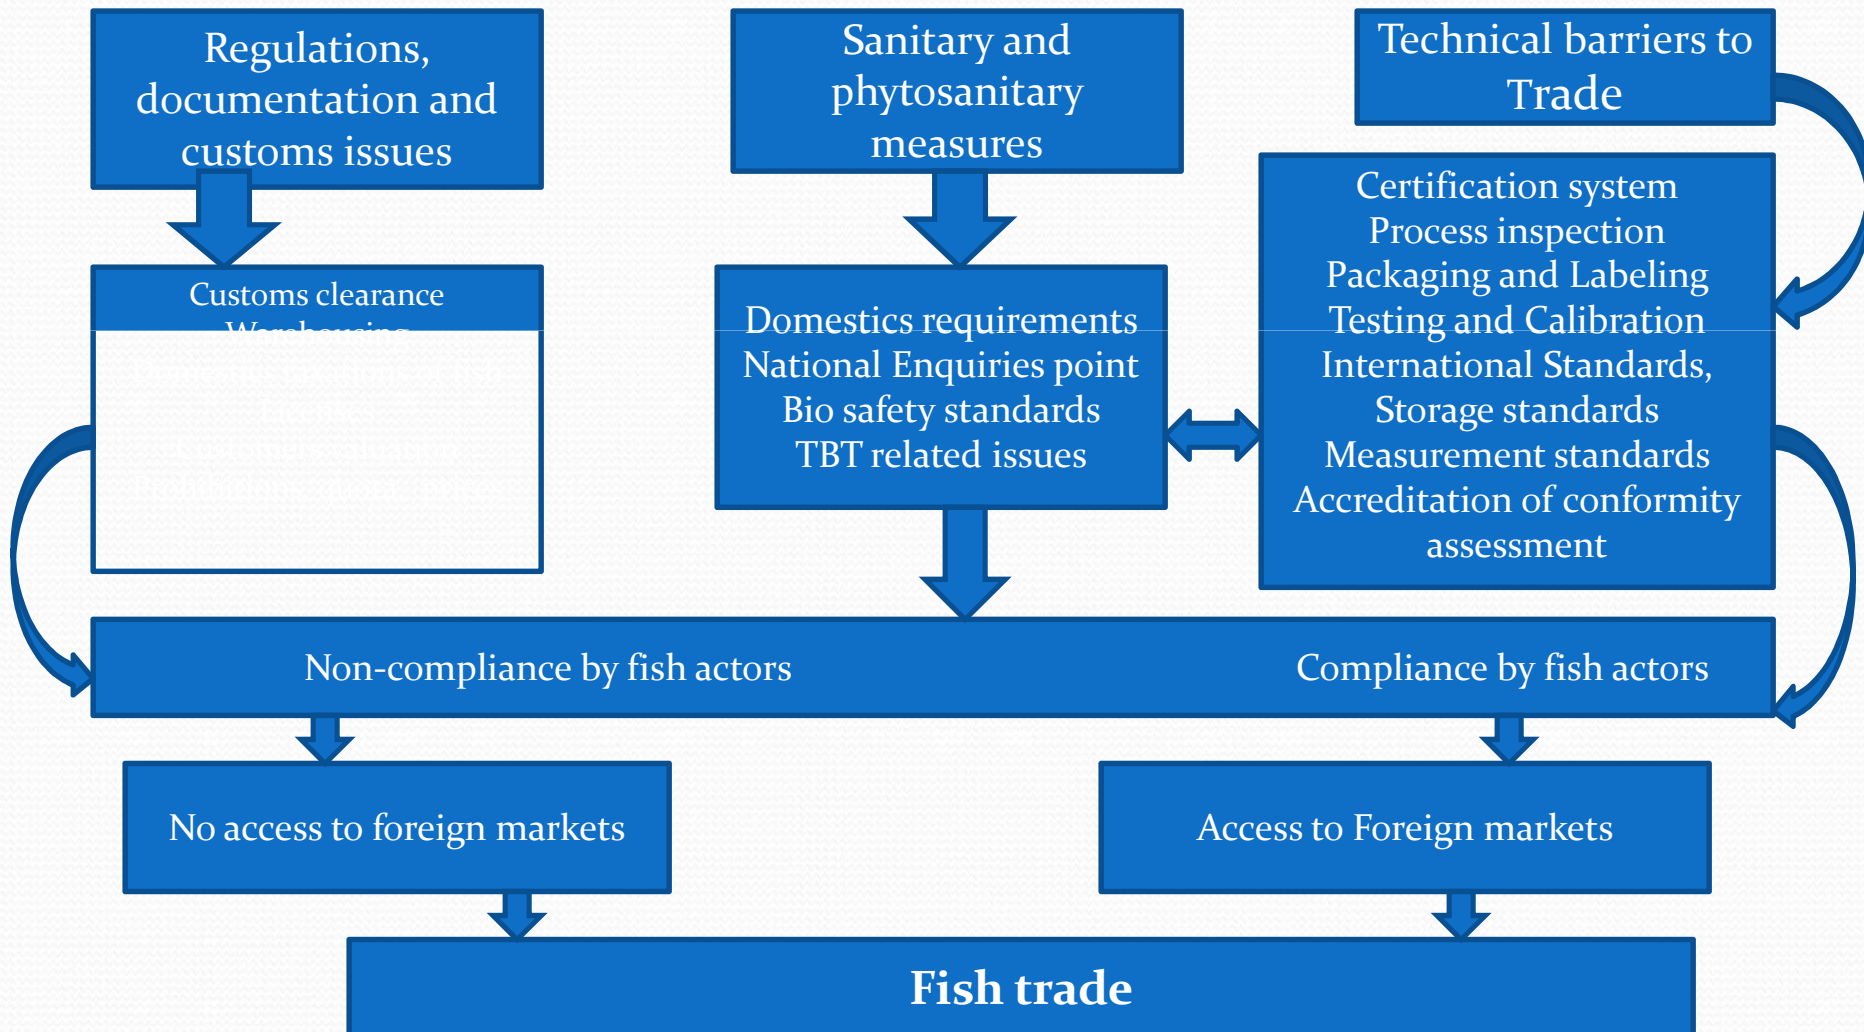 Regulations,
documentation and
customs issues
Sanitary and
phytosanitary
measures
Technical barriers to
Trade
Customs clearance
Warehousing
Domestics requirements
National Enquiries point
Bio safety standards
TBT related issues
Certification system
Process inspection
Packaging and Labeling
Testing and Calibration
International Standards,
Storage standards
Measurement standards
Accreditation of conformity
assessment
Non-compliance by fish actors
Compliance by fish actors
No access to foreign markets
Access to Foreign markets
Fish trade